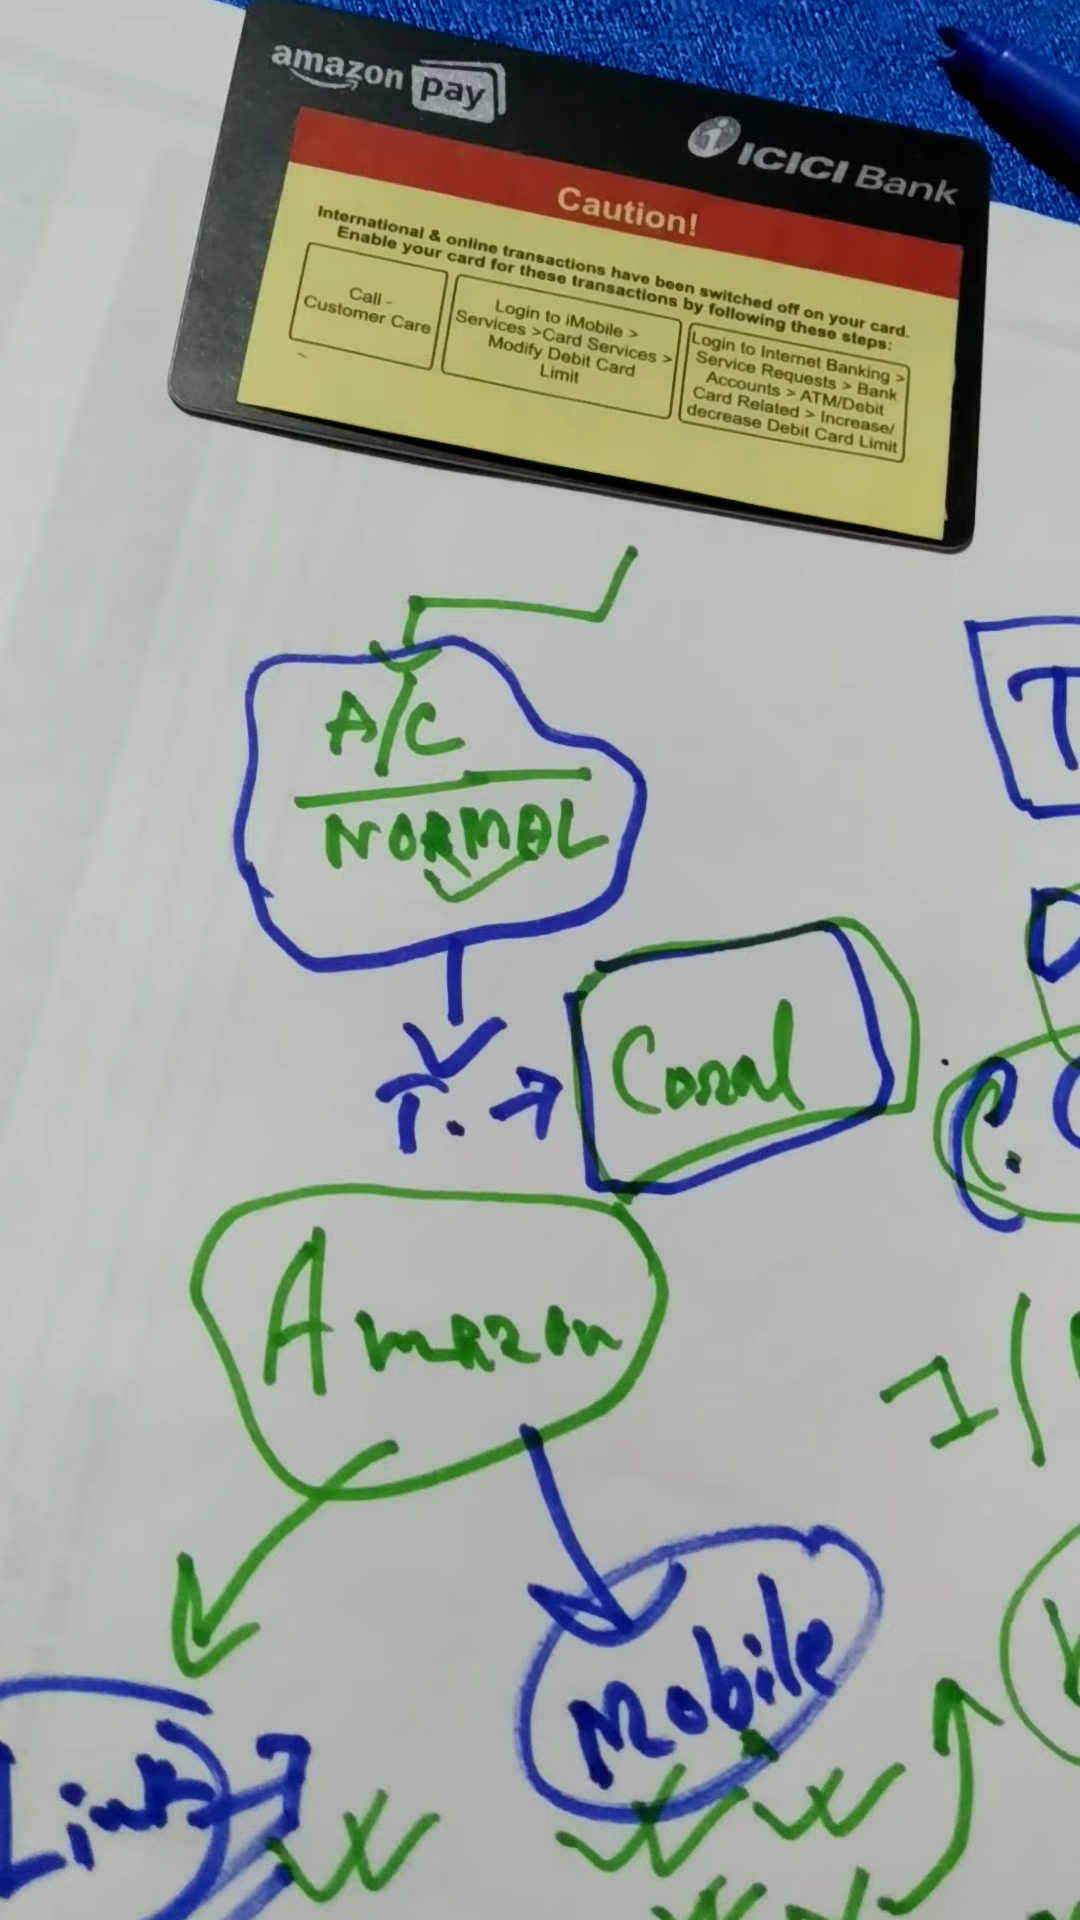 amazon pay
ICICI Bank
Caution!
International & online transactions have been switched off on your card.
Enable your card for these transactions by following these steps:
Call -
Customer Care
Login to iMobile >
Services >Card Services >
Modify Debit Card
Limit
Login to Internet Banking >
Service Requests > Bank
Accounts > ATM/Debit
Card Related > Increase/
decrease Debit Card Limit
A/C
NORMAL
T
T. →
Coral
C.
Amazon
Mobile
Link